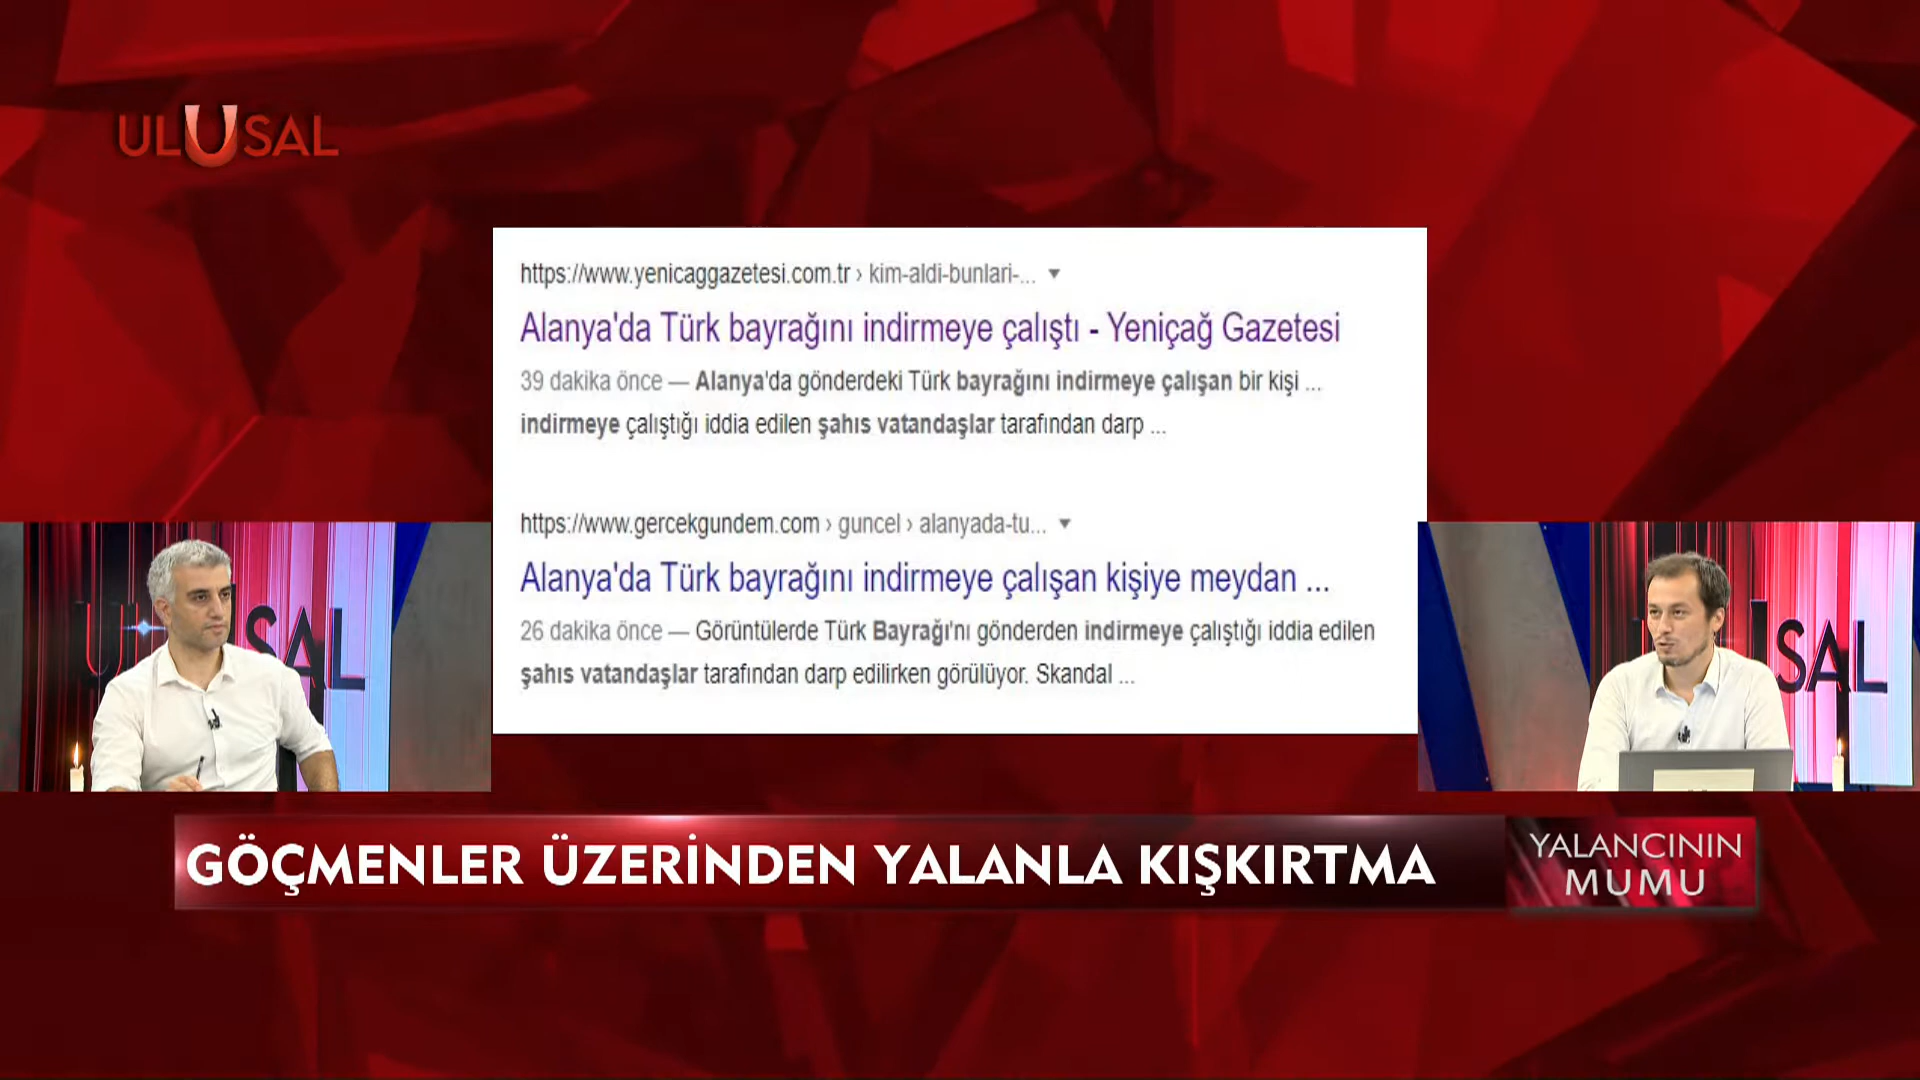 ULUSAL
https://www.yenicaggazetesi.com.tr › kim-aldi-bunlari-... ▼
Alanya'da Türk bayrağını indirmeye çalıştı - Yeniçağ Gazetesi
39 dakika önce — Alanya'da gönderdeki Türk bayrağını indirmeye çalışan bir kişi ...
indirmeye çalıştığı iddia edilen şahıs vatandaşlar tarafından darp ...
https://www.gercekgundem.com › guncel › alanyada-tu... ▼
Alanya'da Türk bayrağını indirmeye çalışan kişiye meydan ...
26 dakika önce — Görüntülerde Türk Bayrağı'nı gönderden indirmeye çalıştığı iddia edilen
şahıs vatandaşlar tarafından darp edilirken görülüyor. Skandal ...
SAL
SAL
GÖÇMENLER ÜZERİNDEN YALANLA KIŞKIRTMA
YALANCININ
MUMU